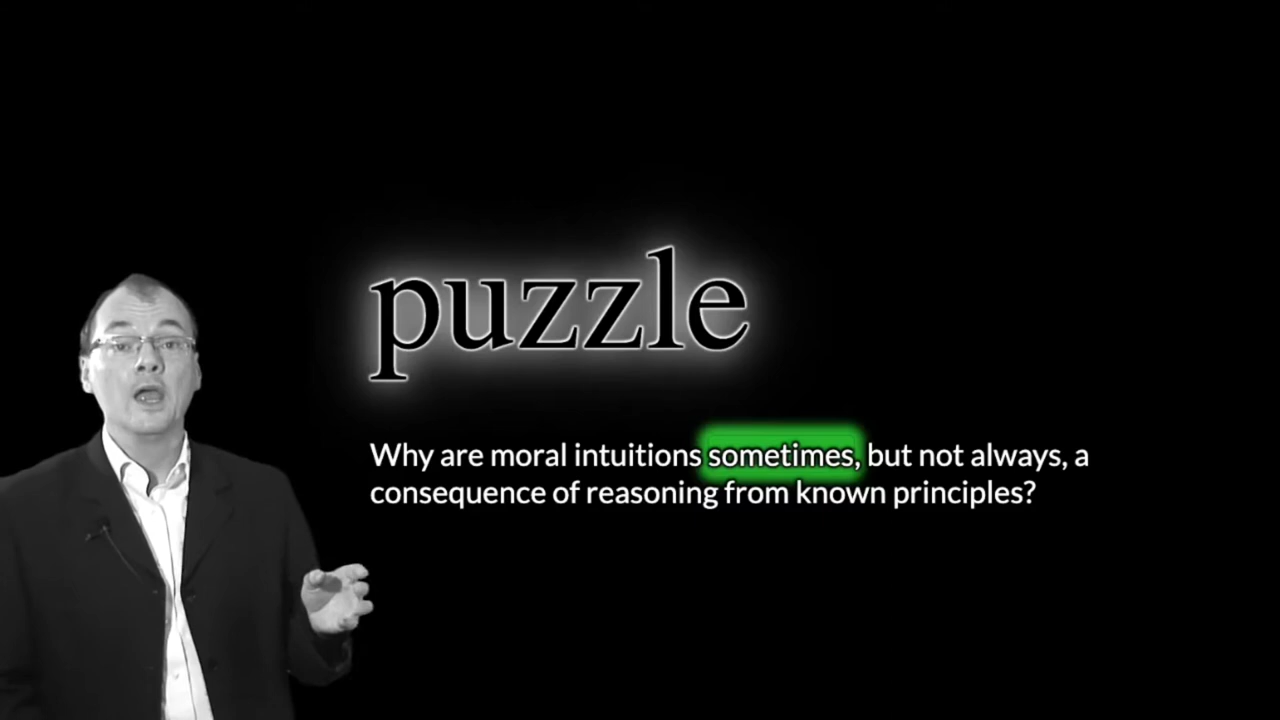 puzzle
Why are moral intuitions sometimes, but not always, a
consequence of reasoning from known principles?